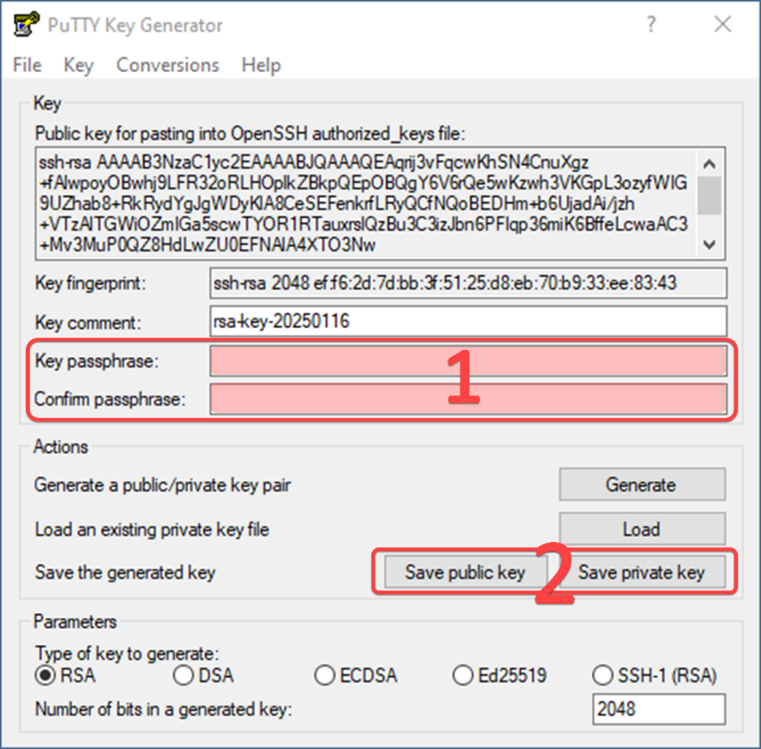 PuTTY Key Generator
File Key Conversions Help
Key
Public key for pasting into OpenSSH authorized_keys file:
ssh-rsa AAAAB3NzaC1yc2EAAAABJQAAAQEAqrij3vFqcwKhSN4CnuXgz
+fAIwpoyOBwhj9LFR32oRLHOpIkZBkpQEpOBQgY6V6rQe5wKzwh3VKGpL3ozyfWIG
9UZhab8+RkRydYgJgWDyKIA8CeSEFenkrfLRyQCfNQoBEDHm+b6UjadAi/jzh
+VTzAITGWiOZmIGa5scwTYOR1RTauxrsIQzBu3C3izJbn6PFIqp36miK6BffeLcwaAC3
+Mv3MuP0QZ8HdLwZU0EFNAIA4XTO3Nw
Key fingerprint: ssh-rsa 2048 ef:f6:2d:7d:bb:3f:51:25:d8:eb:70:b9:33:ee:83:43
Key comment: rsa-key-20250116
Key passphrase:
1
Confirm passphrase:
Actions
Generate a public/private key pair Generate
Load an existing private key file Load
Save the generated key Save public key 2 Save private key
Parameters
Type of key to generate:
RSA DSA ECDSA Ed25519 SSH-1 (RSA)
Number of bits in a generated key: 2048